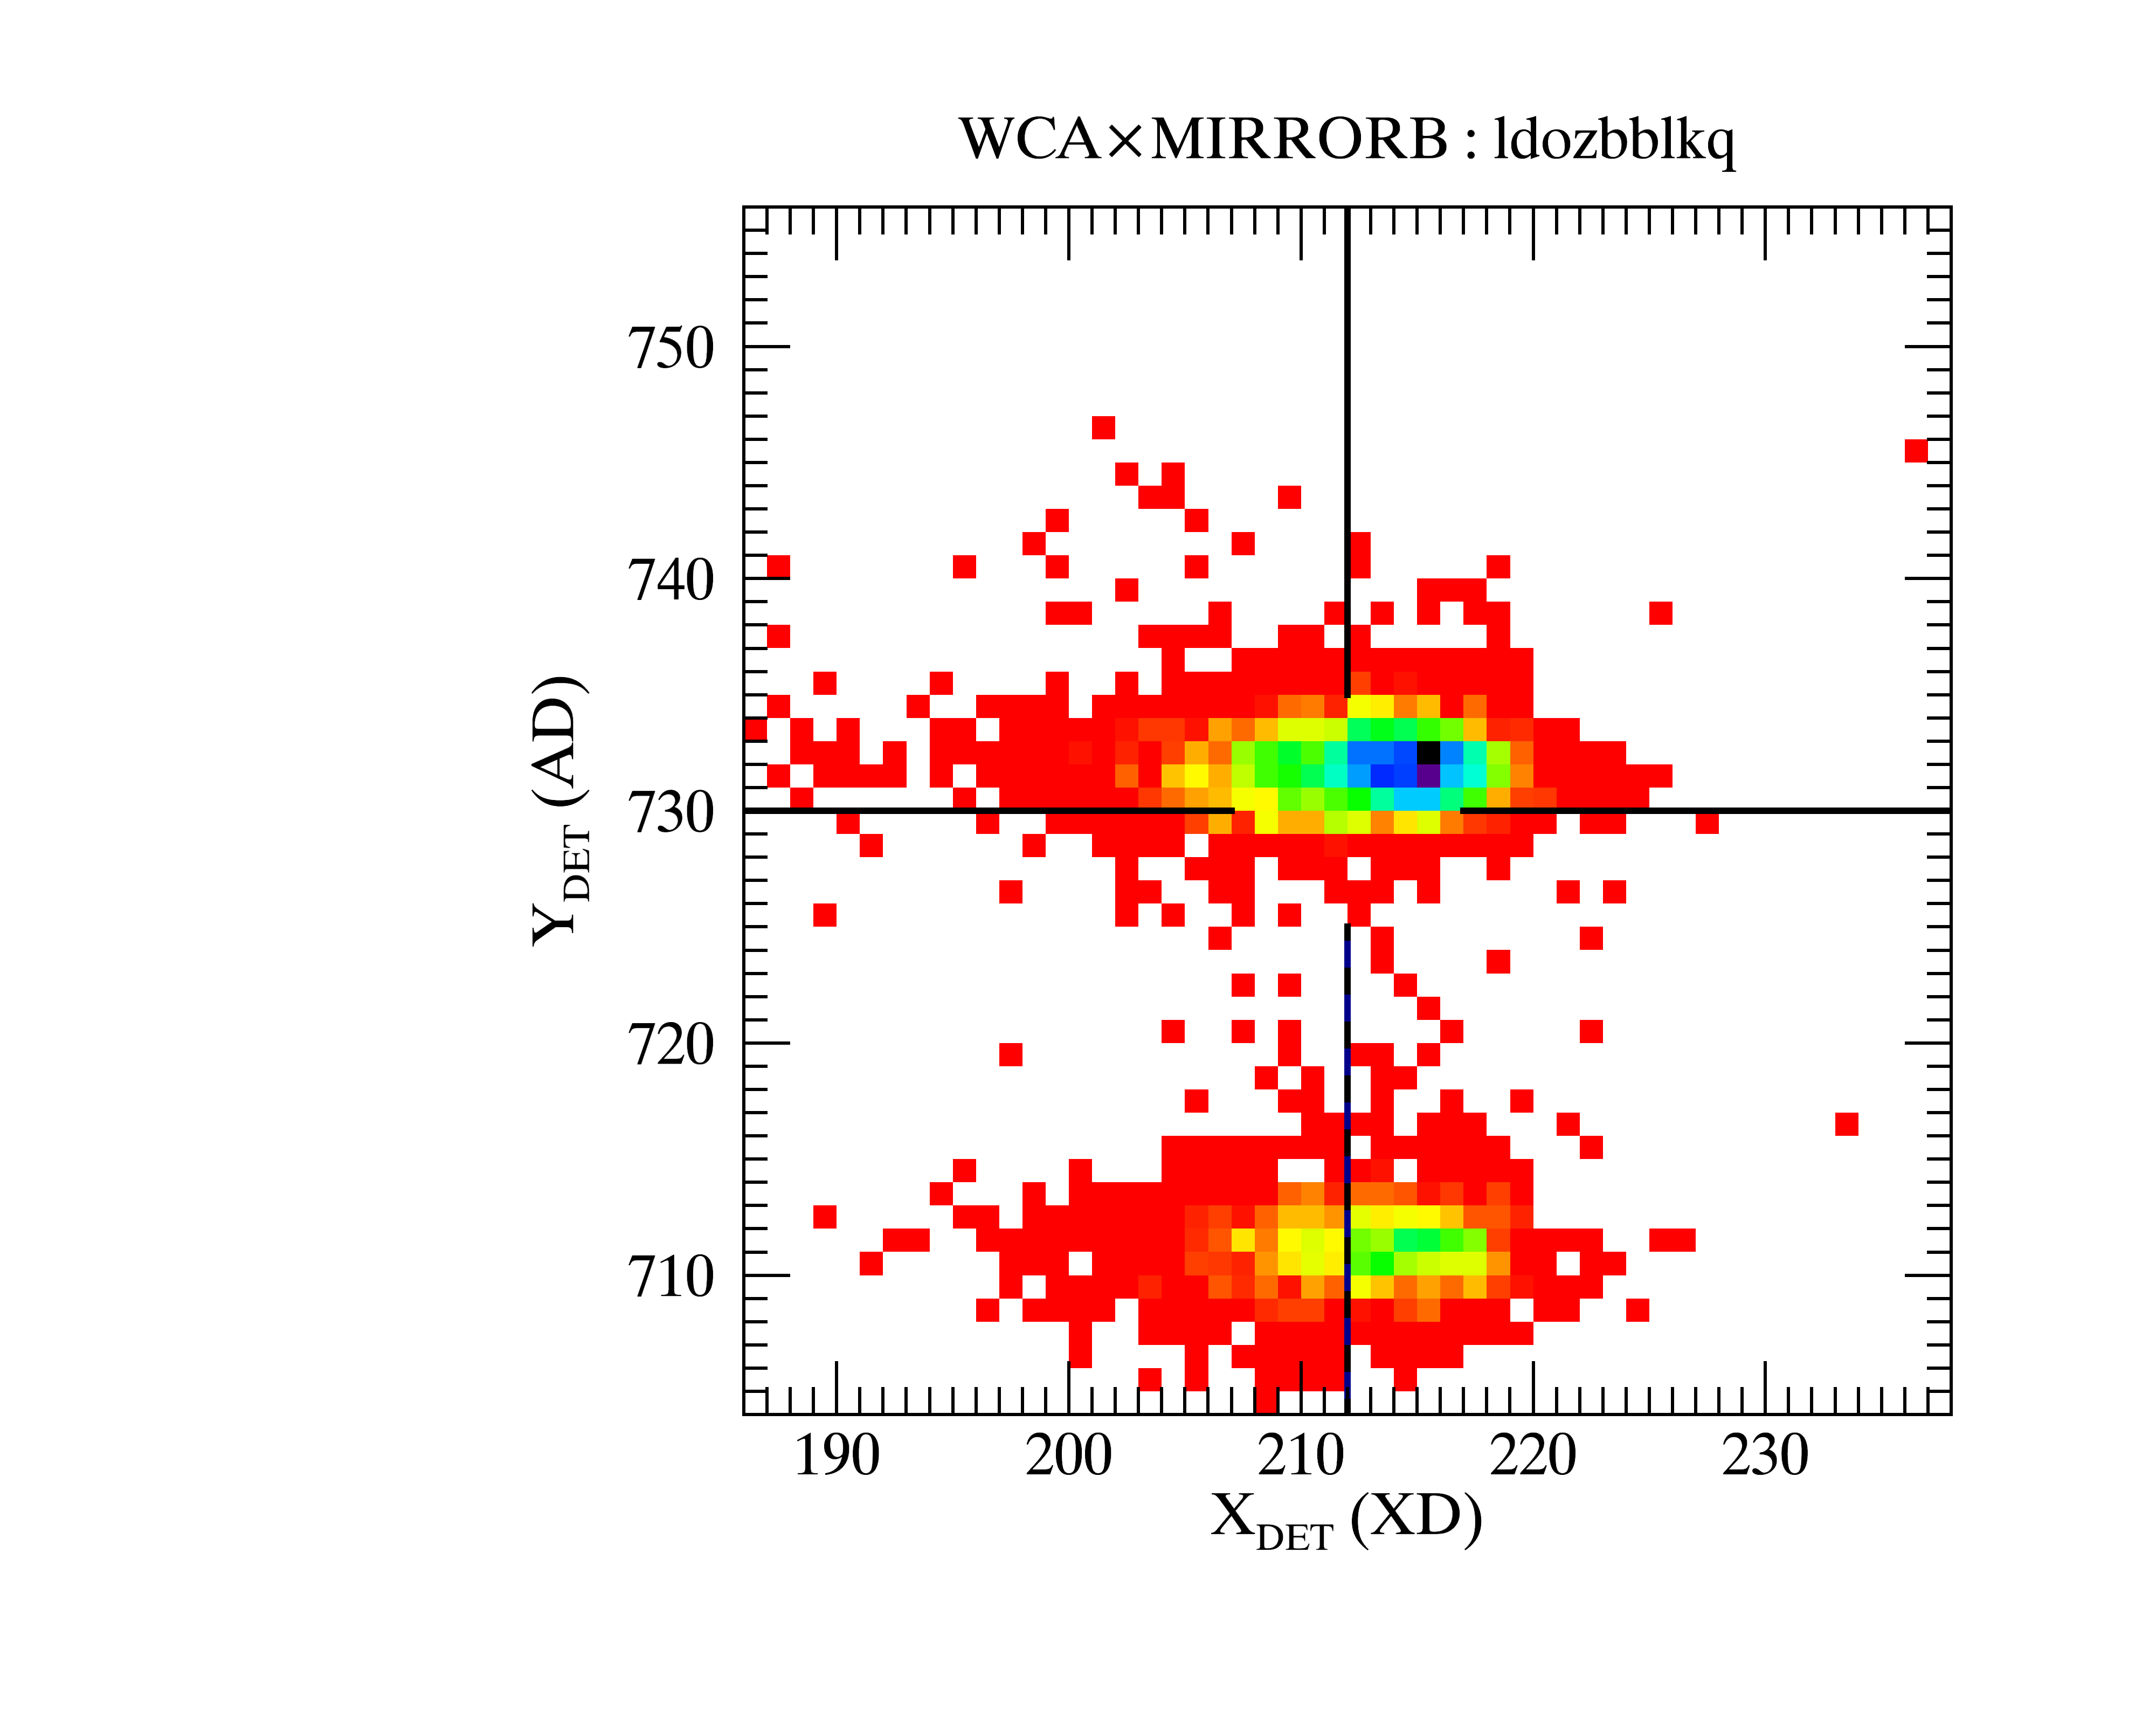 WCA×MIRRORB : ldozbblkq
750
740
730
720
710
Y_DET (AD)
190 200 210 220 230
X_DET (XD)